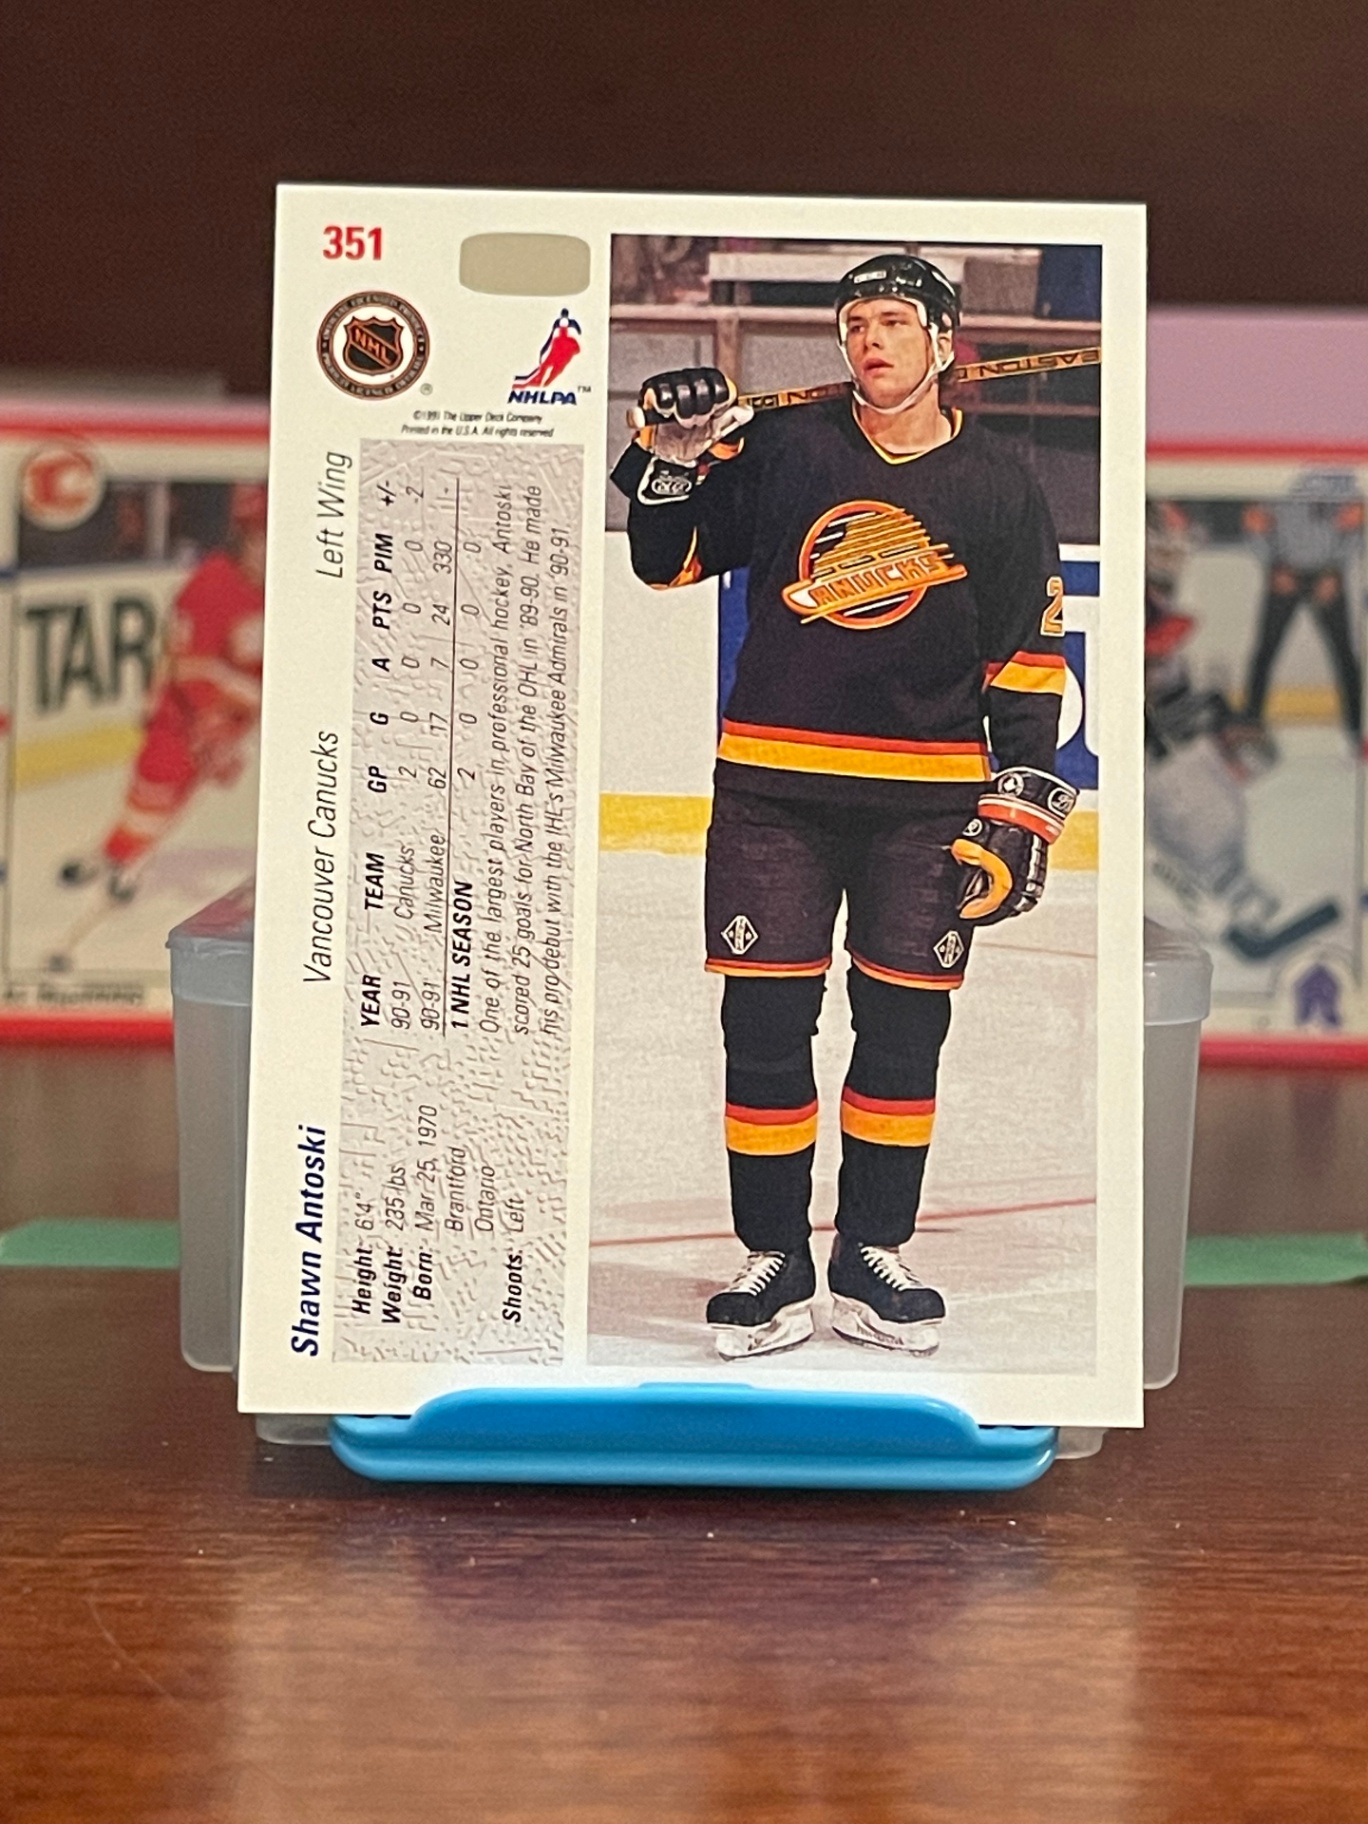 351
NHL
NHLPA™
©1991 The Upper Deck Company
Printed in the U.S.A. All rights reserved
Shawn Antoski Vancouver Canucks Left Wing
Height: 6'4"
Weight: 235 lbs
Born: Mar 25, 1970
Brantford
Ontario
Shoots: Left
YEAR TEAM GP G A PTS PIM +/-
90-91 Canucks 2 0 0 0 0 -2
90-91 Milwaukee 62 17 7 24 330
1 NHL SEASON 2 0 0 0 0
One of the largest players in professional hockey, Antoski
scored 25 goals for North Bay of the OHL in '89-90. He made
his pro debut with the IHL's Milwaukee Admirals in '90-91.
EASTON
CANUCKS
2
TAR